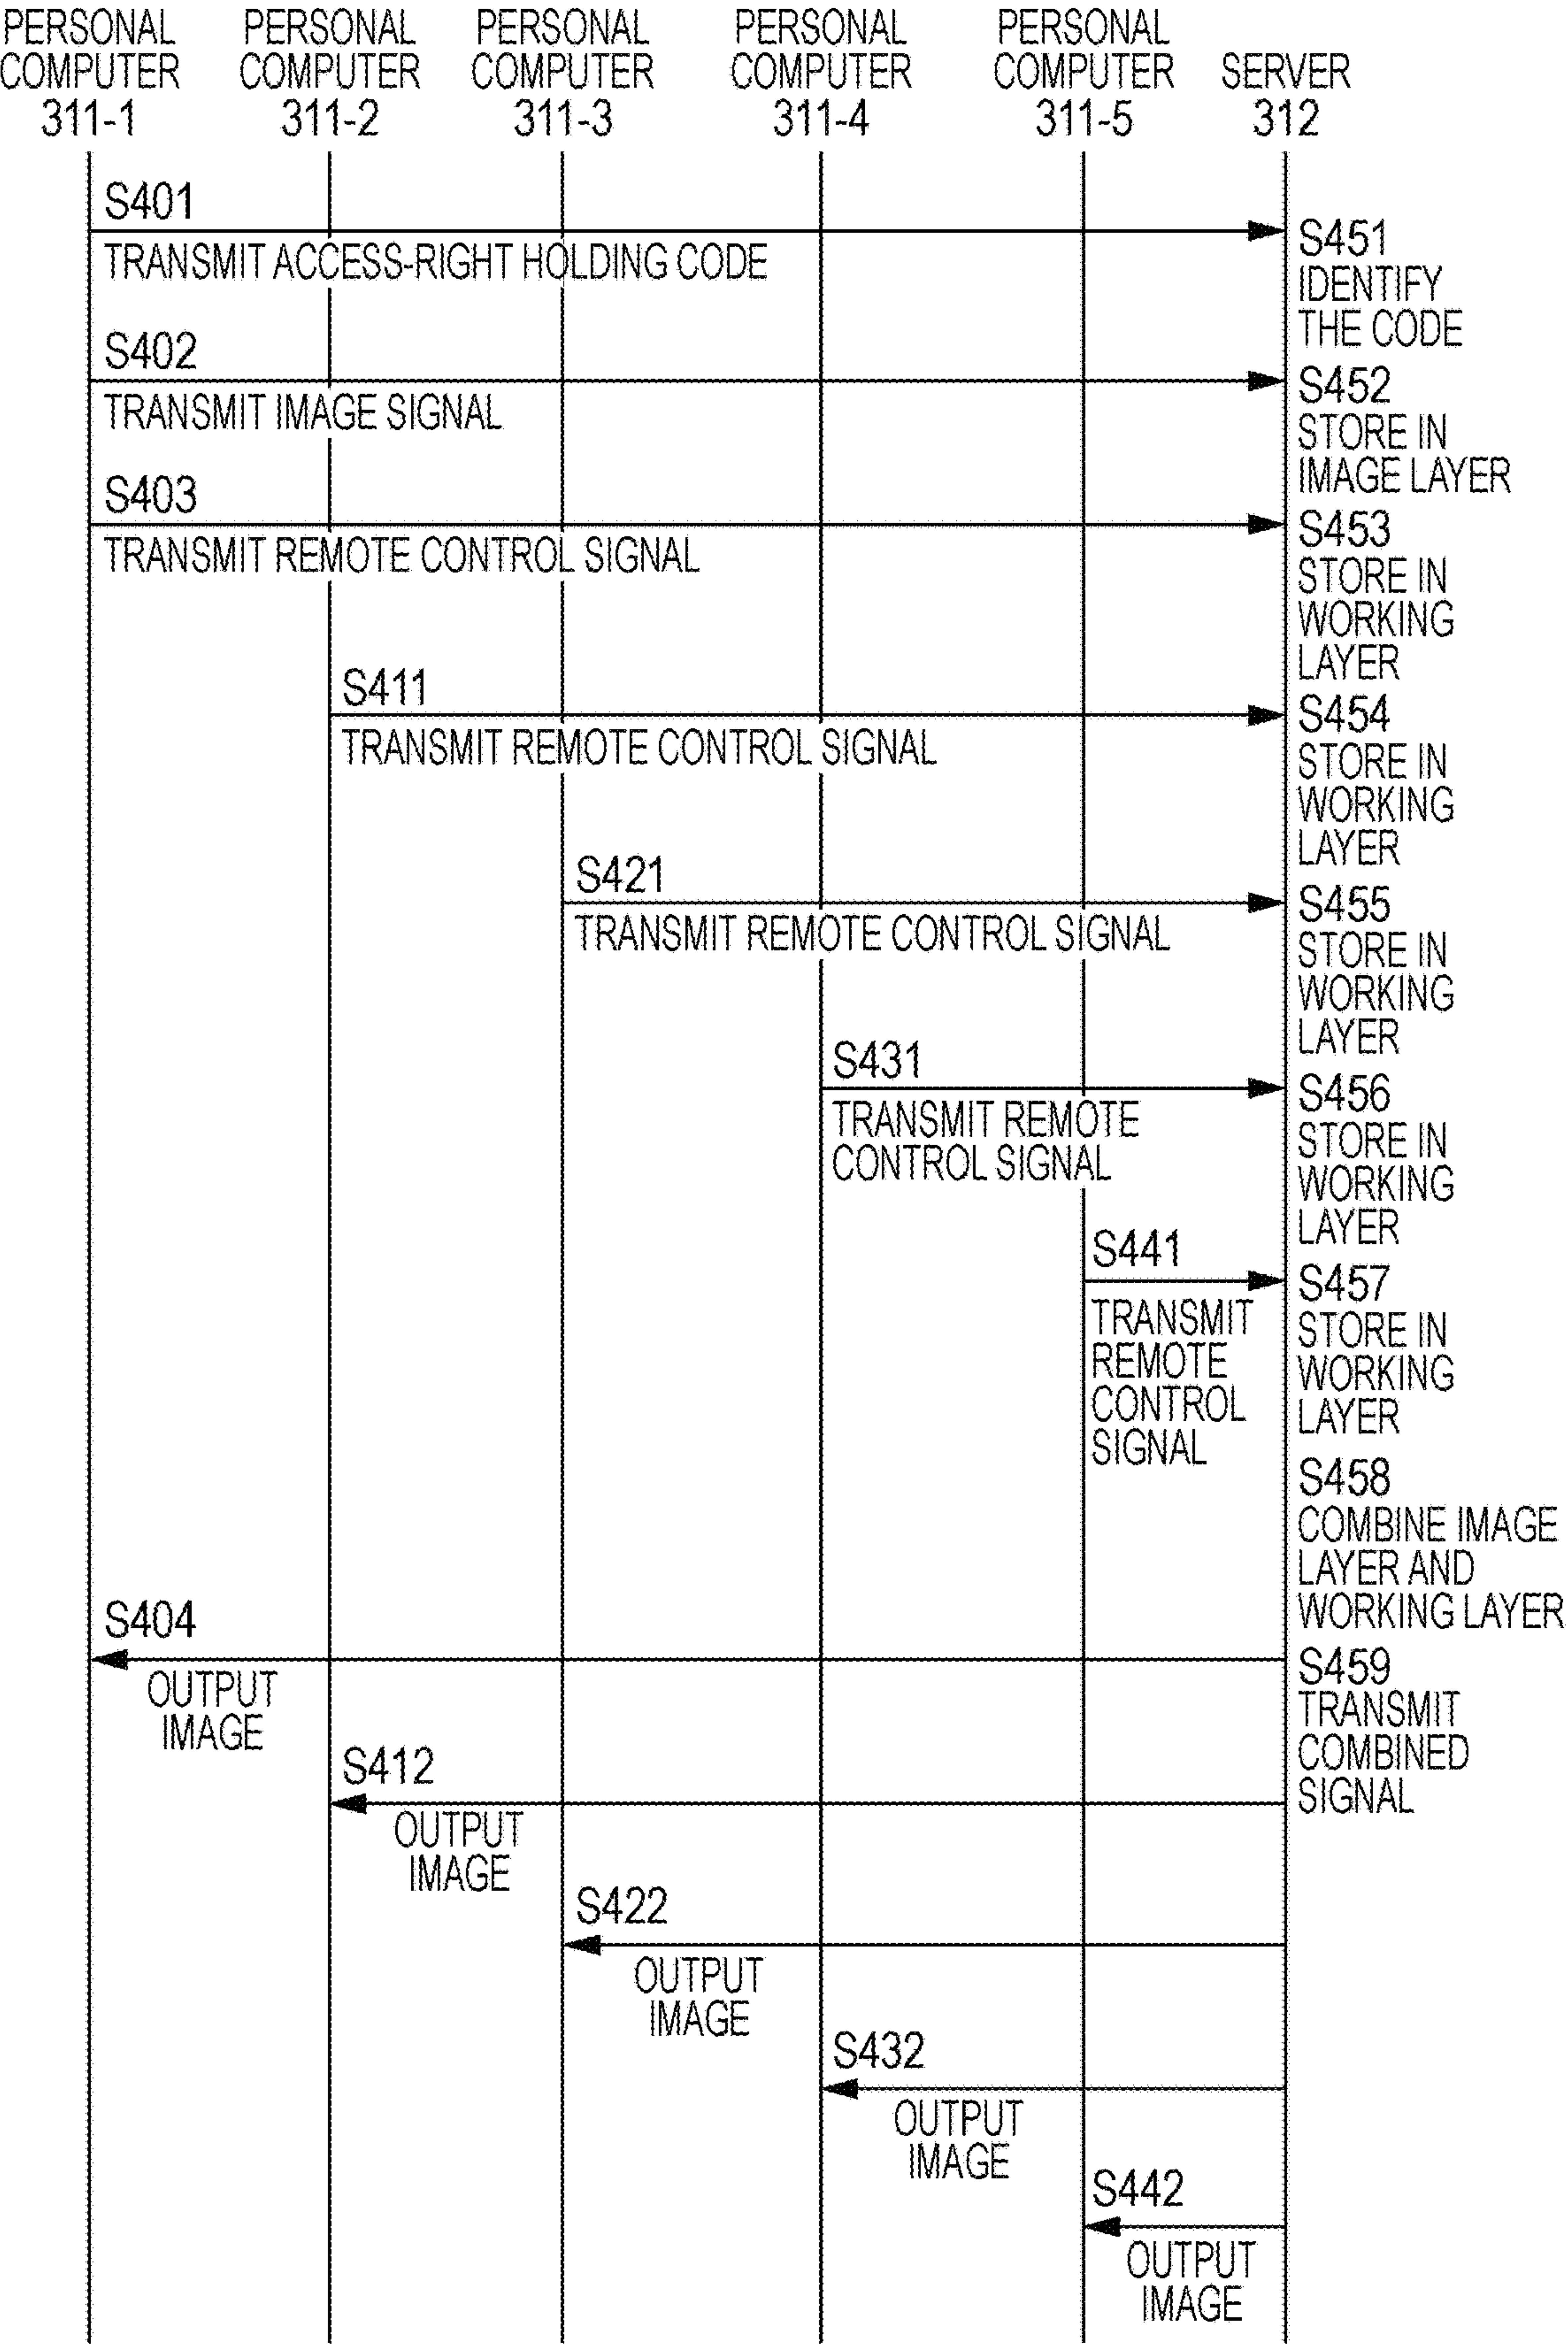 PERSONAL
COMPUTER
311-1
PERSONAL
COMPUTER
311-2
PERSONAL
COMPUTER
311-3
PERSONAL
COMPUTER
311-4
PERSONAL
COMPUTER
311-5
SERVER
312
S401
TRANSMIT ACCESS-RIGHT HOLDING CODE
S451
IDENTIFY
THE CODE
S402
TRANSMIT IMAGE SIGNAL
S452
STORE IN
IMAGE LAYER
S403
TRANSMIT REMOTE CONTROL SIGNAL
S453
STORE IN
WORKING
LAYER
S411
TRANSMIT REMOTE CONTROL SIGNAL
S454
STORE IN
WORKING
LAYER
S421
TRANSMIT REMOTE CONTROL SIGNAL
S455
STORE IN
WORKING
LAYER
S431
TRANSMIT REMOTE
CONTROL SIGNAL
S456
STORE IN
WORKING
LAYER
S441
TRANSMIT
REMOTE
CONTROL
SIGNAL
S457
STORE IN
WORKING
LAYER
S458
COMBINE IMAGE
LAYER AND
WORKING LAYER
S404
OUTPUT
IMAGE
S459
TRANSMIT
COMBINED
SIGNAL
S412
OUTPUT
IMAGE
S422
OUTPUT
IMAGE
S432
OUTPUT
IMAGE
S442
OUTPUT
IMAGE